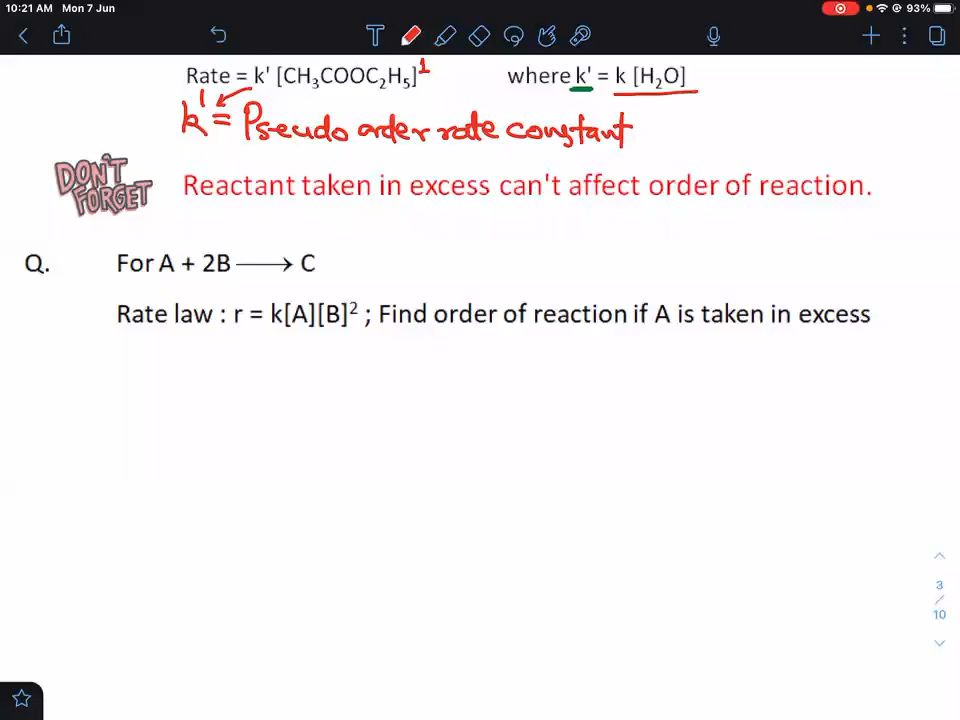 10:21 AM Mon 7 Jun
93%
Rate = k' [CH₃COOC₂H₅]¹ where k' = k [H₂O]
k' = Pseudo order rate constant
DON'T FORGET
Reactant taken in excess can't affect order of reaction.
Q. For A + 2B ⟶ C
Rate law : r = k[A][B]² ; Find order of reaction if A is taken in excess
3
/
10